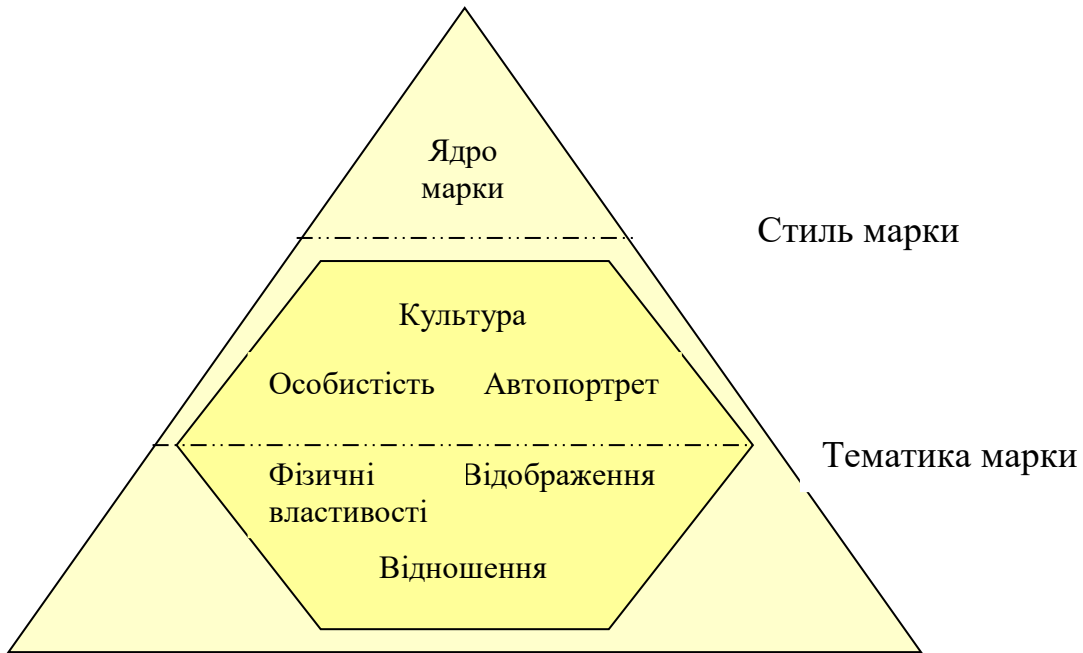 Ядро
марки
Стиль марки
Культура
Особистість Автопортрет
Тематика марки
Фізичні Відображення
властивості
Відношення